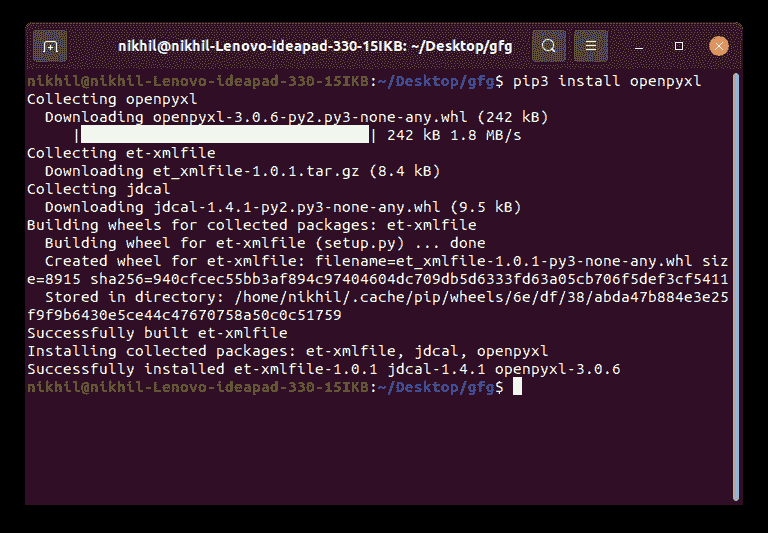 nikhil@nikhil-Lenovo-ideapad-330-15IKB: ~/Desktop/gfg
nikhil@nikhil-Lenovo-ideapad-330-15IKB:~/Desktop/gfg$ pip3 install openpyxl
Collecting openpyxl
  Downloading openpyxl-3.0.6-py2.py3-none-any.whl (242 kB)
     |████████████████████████████████| 242 kB 1.8 MB/s
Collecting et-xmlfile
  Downloading et_xmlfile-1.0.1.tar.gz (8.4 kB)
Collecting jdcal
  Downloading jdcal-1.4.1-py2.py3-none-any.whl (9.5 kB)
Building wheels for collected packages: et-xmlfile
  Building wheel for et-xmlfile (setup.py) ... done
  Created wheel for et-xmlfile: filename=et_xmlfile-1.0.1-py3-none-any.whl siz
e=8915 sha256=940cfcec55bb3af894c97404604dc709db5d6333fd63a05cb706f5def3cf5411
  Stored in directory: /home/nikhil/.cache/pip/wheels/6e/df/38/abda47b884e3e25
f9f9b6430e5ce44c47670758a50c0c51759
Successfully built et-xmlfile
Installing collected packages: et-xmlfile, jdcal, openpyxl
Successfully installed et-xmlfile-1.0.1 jdcal-1.4.1 openpyxl-3.0.6
nikhil@nikhil-Lenovo-ideapad-330-15IKB:~/Desktop/gfg$